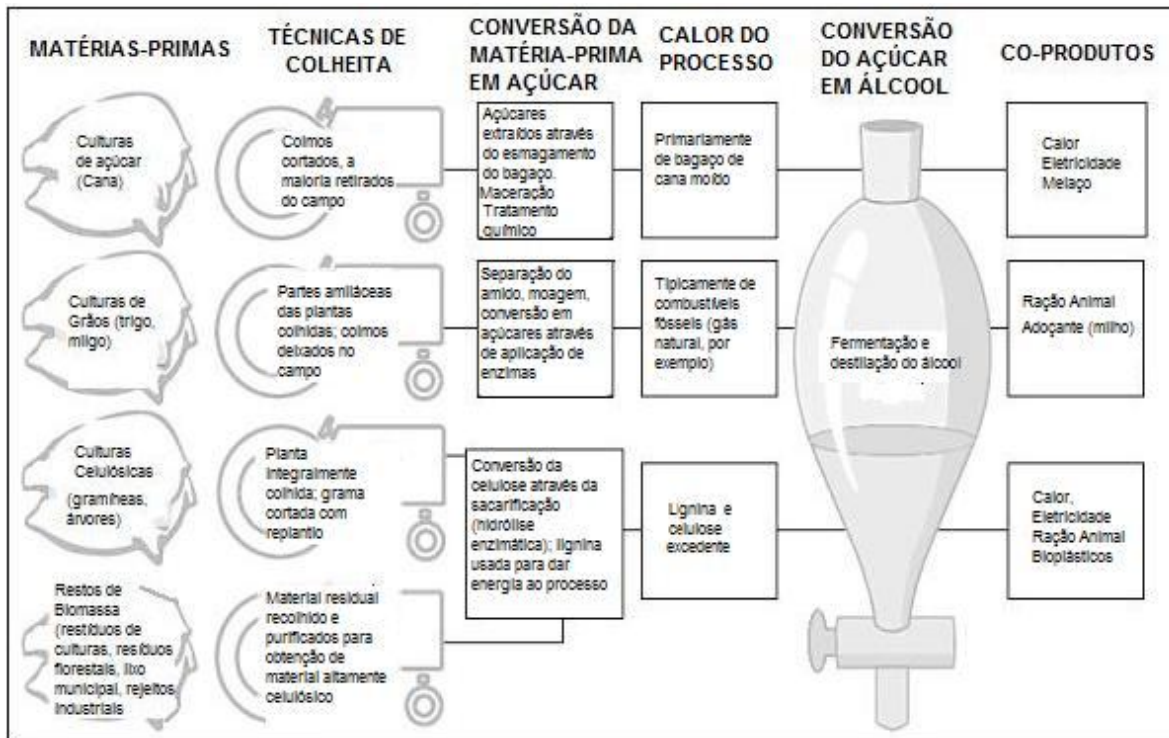 MATÉRIAS-PRIMAS
TÉCNICAS DE
COLHEITA
CONVERSÃO DA
MATÉRIA-PRIMA
EM AÇÚCAR
CALOR DO
PROCESSO
CONVERSÃO
DO AÇÚCAR
EM ÁLCOOL
CO-PRODUTOS
Culturas
de açúcar
(Cana)
Colmos
cortados, a
maioria retirados
do campo
Açúcares
extraídos através
do esmagamento
do bagaço.
Maceração
Tratamento
químico
Primariamente
de bagaço de
cana moído
Calor
Eletricidade
Melaço
Culturas de
Grãos (trigo,
milgo)
Partes amiláceas
das plantas
colhidas; colmos
deixados no
campo
Separação do
amido, moagem,
conversão em
açúcares através
de aplicação de
enzimas
Tipicamente de
combustíveis
fósseis (gás
natural, por
exemplo)
Fermentação e
destilação do álcool
Ração Animal
Adoçante (milho)
Culturas
Celulósicas
(gramíneas,
árvores)
Planta
integralmente
colhida; grama
cortada com
replantio
Conversão da
celulose através da
sacarificação
(hidrólise
enzimática); lignina
usada para dar
energia ao processo
Lignina e
celulose
excedente
Calor,
Eletricidade
Ração Animal
Bioplásticos
Restos de
Biomassa
(restíduos de
culturas, resíduos
florestais, lixo
municipal, rejeitos
industriais
Material residual
recolhido e
purificados para
obtenção de
material altamente
celulósico